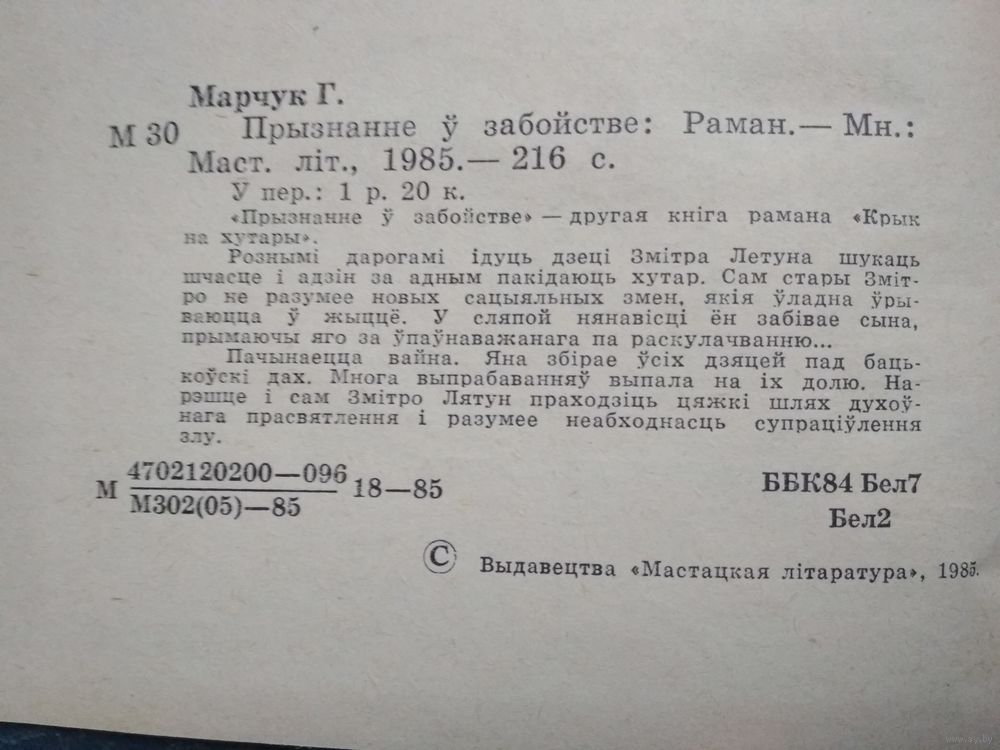 Марчук Г.
М 30 Прызнанне ў забойстве: Раман.— Мн.:
Маст. літ., 1985.— 216 с.
У пер.: 1 р. 20 к.
«Прызнанне ў забойстве» — другая кніга рамана «Крык
на хутары».
Рознымі дарогамі ідуць дзеці Змітра Летуна шукаць
шчасце і адзін за адным пакідаюць хутар. Сам стары Зміт-
ро не разумее новых сацыяльных змен, якія ўладна ўры-
ваюцца ў жыццё. У сляпой нянавісці ён забівае сына,
прымаючы яго за ўпаўнаважанага па раскулачванню...
Пачынаецца вайна. Яна збірае ўсіх дзяцей пад баць-
коўскі дах. Многа выпрабаванняў выпала на іх долю. На-
рэшце і сам Змітро Лятун праходзіць цяжкі шлях духоў-
нага прасвятлення і разумее неабходнасць супраціўлення
злу.
М 4702120200—096 18—85
М302(05)—85
ББК84 Бел7
Бел2
© Выдавецтва «Мастацкая літаратура», 1985.
www.ay.by